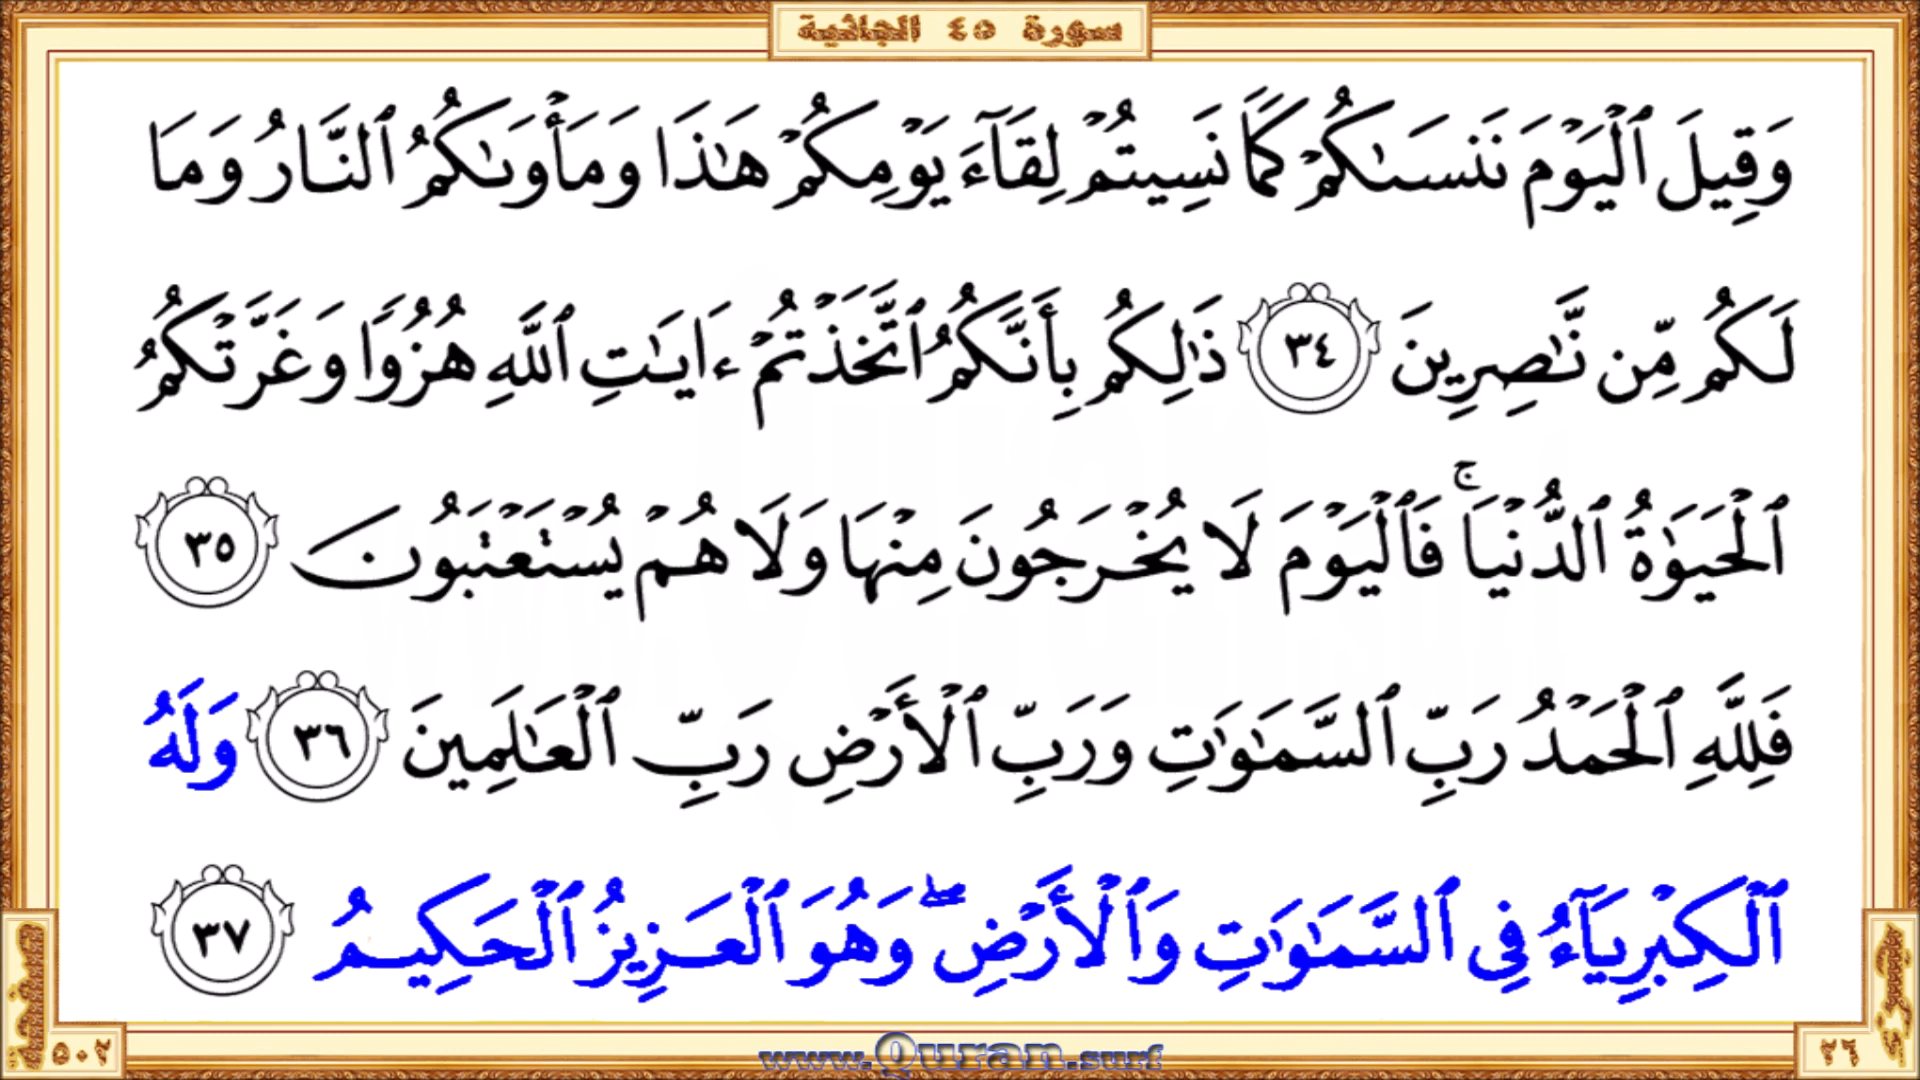 سورة ٤٥ الجاثية
وَقِيلَ ٱلْيَوْمَ نَنسَىٰكُمْ كَمَا نَسِيتُمْ لِقَآءَ يَوْمِكُمْ هَٰذَا وَمَأْوَىٰكُمُ ٱلنَّارُ وَمَا
لَكُم مِّن نَّٰصِرِينَ ٣٤ ذَٰلِكُم بِأَنَّكُمُ ٱتَّخَذْتُمْ ءَايَٰتِ ٱللَّهِ هُزُوًا وَغَرَّتْكُمُ
ٱلْحَيَوٰةُ ٱلدُّنْيَا ۚ فَٱلْيَوْمَ لَا يُخْرَجُونَ مِنْهَا وَلَا هُمْ يُسْتَعْتَبُونَ ٣٥
فَلِلَّهِ ٱلْحَمْدُ رَبِّ ٱلسَّمَٰوَٰتِ وَرَبِّ ٱلْأَرْضِ رَبِّ ٱلْعَٰلَمِينَ ٣٦ وَلَهُ
ٱلْكِبْرِيَآءُ فِى ٱلسَّمَٰوَٰتِ وَٱلْأَرْضِ ۖ وَهُوَ ٱلْعَزِيزُ ٱلْحَكِيمُ ٣٧
الصفحة ٥٠٢
www.Quran.surf
٢٦